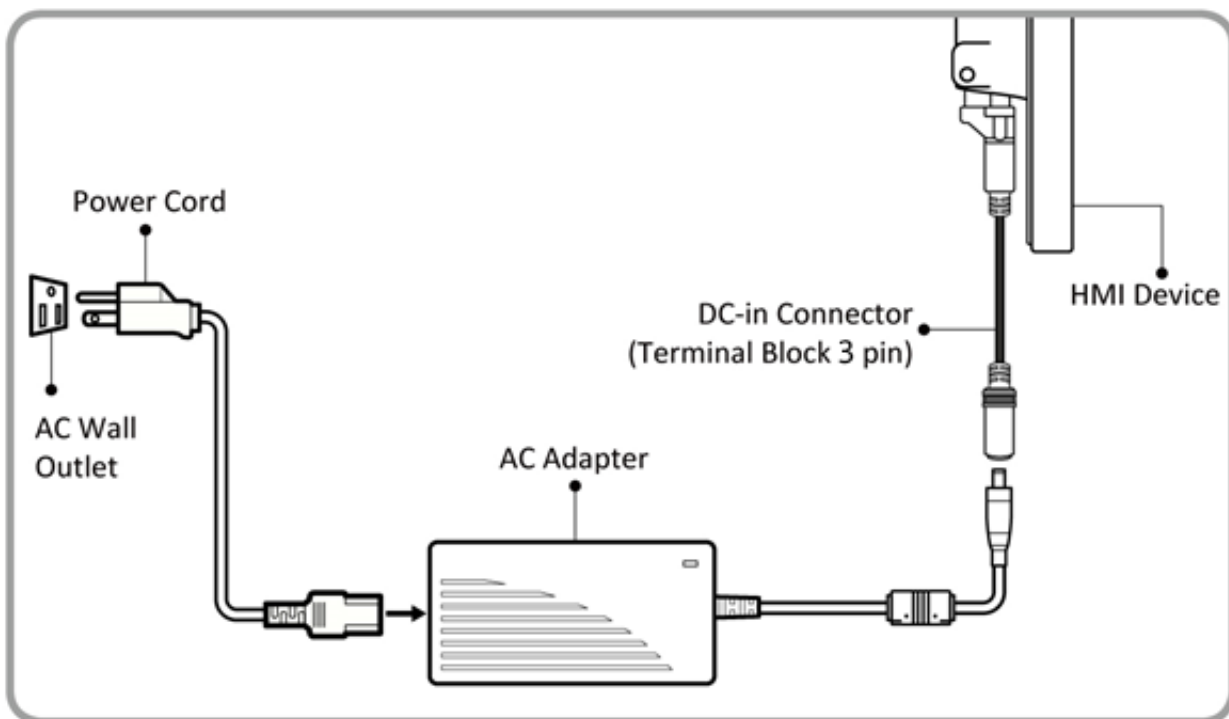 Power Cord
AC Wall
Outlet
AC Adapter
DC-in Connector
(Terminal Block 3 pin)
HMI Device